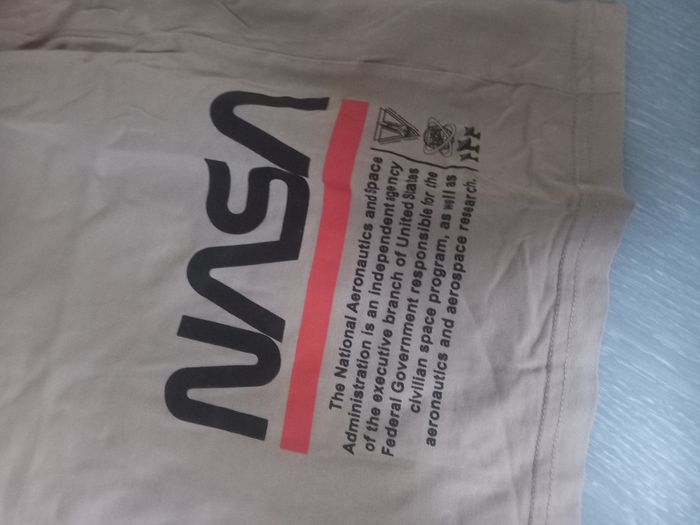 NASA
The National Aeronautics and Space
Administration is an independent agency
of the executive branch of United States
Federal Government responsible for the
civilian space program, as well as
aeronautics and aerospace research.